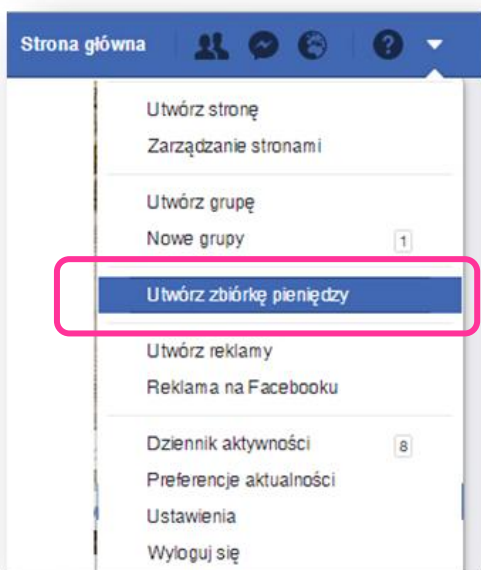 Strona główna
Utwórz stronę
Zarządzanie stronami
Utwórz grupę
Nowe grupy 1
Utwórz zbiórkę pieniędzy
Utwórz reklamy
Reklama na Facebooku
Dziennik aktywności 8
Preferencje aktualności
Ustawienia
Wyloguj się